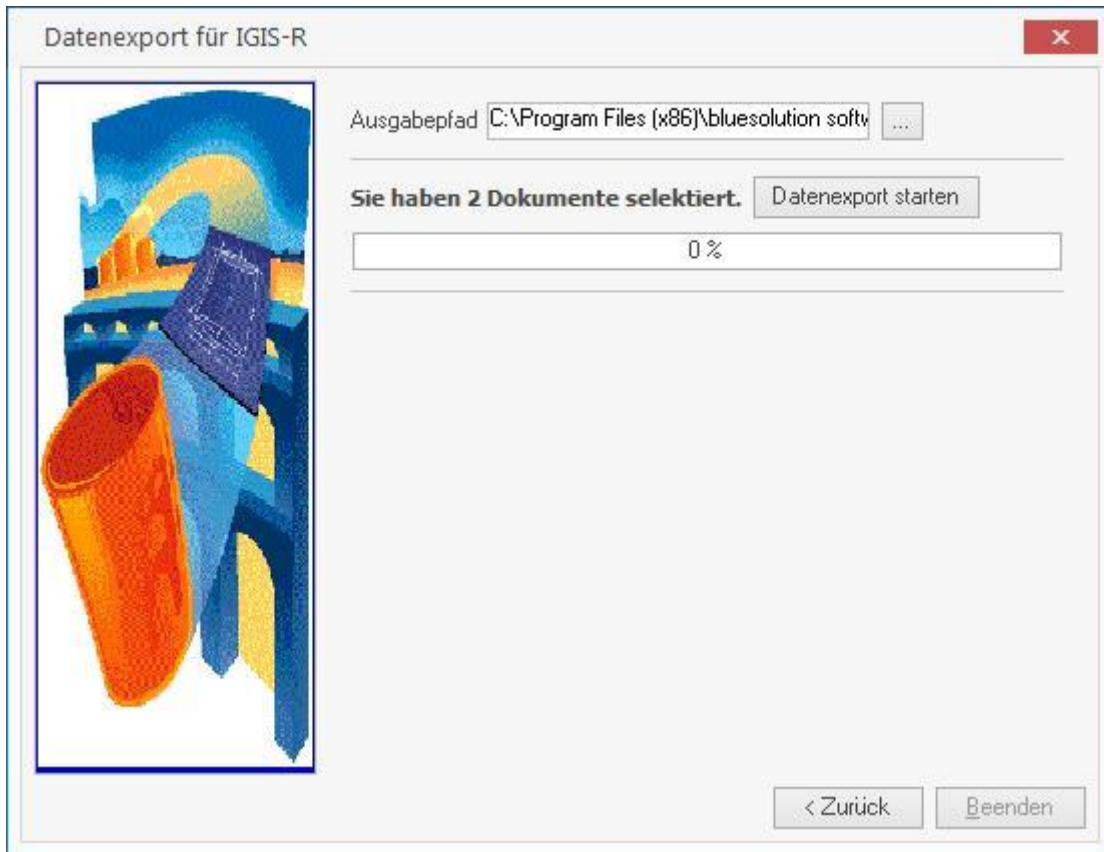 Datenexport für IGIS-R
Ausgabepfad C:\Program Files (x86)\bluesolution softw ...
Sie haben 2 Dokumente selektiert. Datenexport starten
0 %
< Zurück Beenden